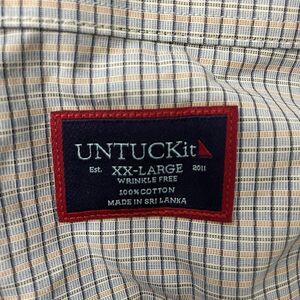 UNTUCKit
Est. XX-LARGE 2011
WRINKLE FREE
100% COTTON
MADE IN SRI LANKA